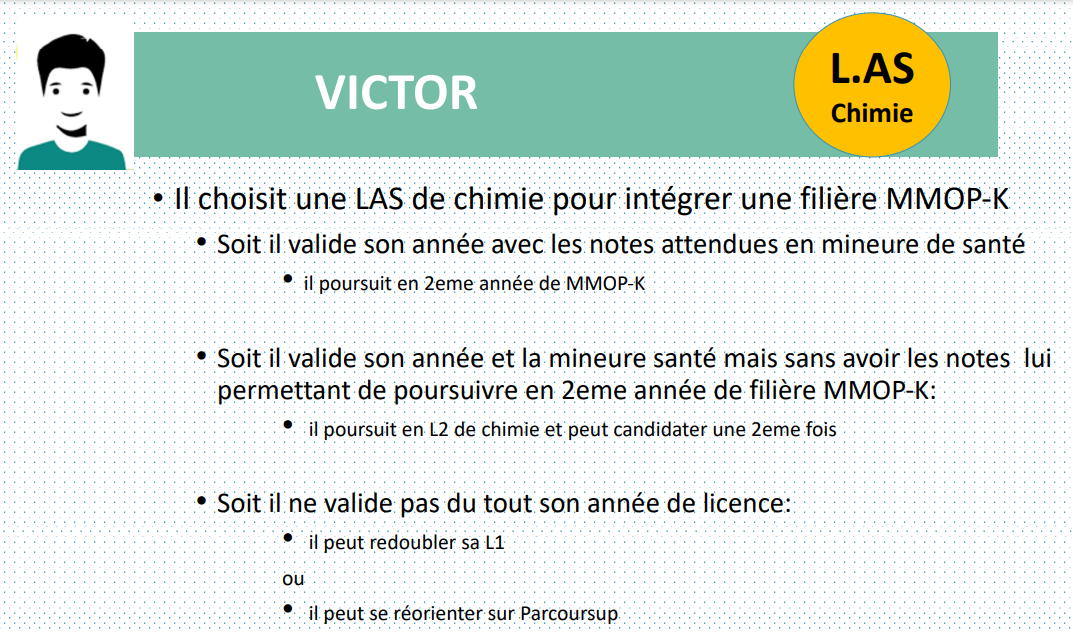 VICTOR
L.AS
Chimie
• Il choisit une LAS de chimie pour intégrer une filière MMOP-K
• Soit il valide son année avec les notes attendues en mineure de santé
• il poursuit en 2eme année de MMOP-K
• Soit il valide son année et la mineure santé mais sans avoir les notes lui
permettant de poursuivre en 2eme année de filière MMOP-K:
• il poursuit en L2 de chimie et peut candidater une 2eme fois
• Soit il ne valide pas du tout son année de licence:
• il peut redoubler sa L1
ou
• il peut se réorienter sur Parcoursup